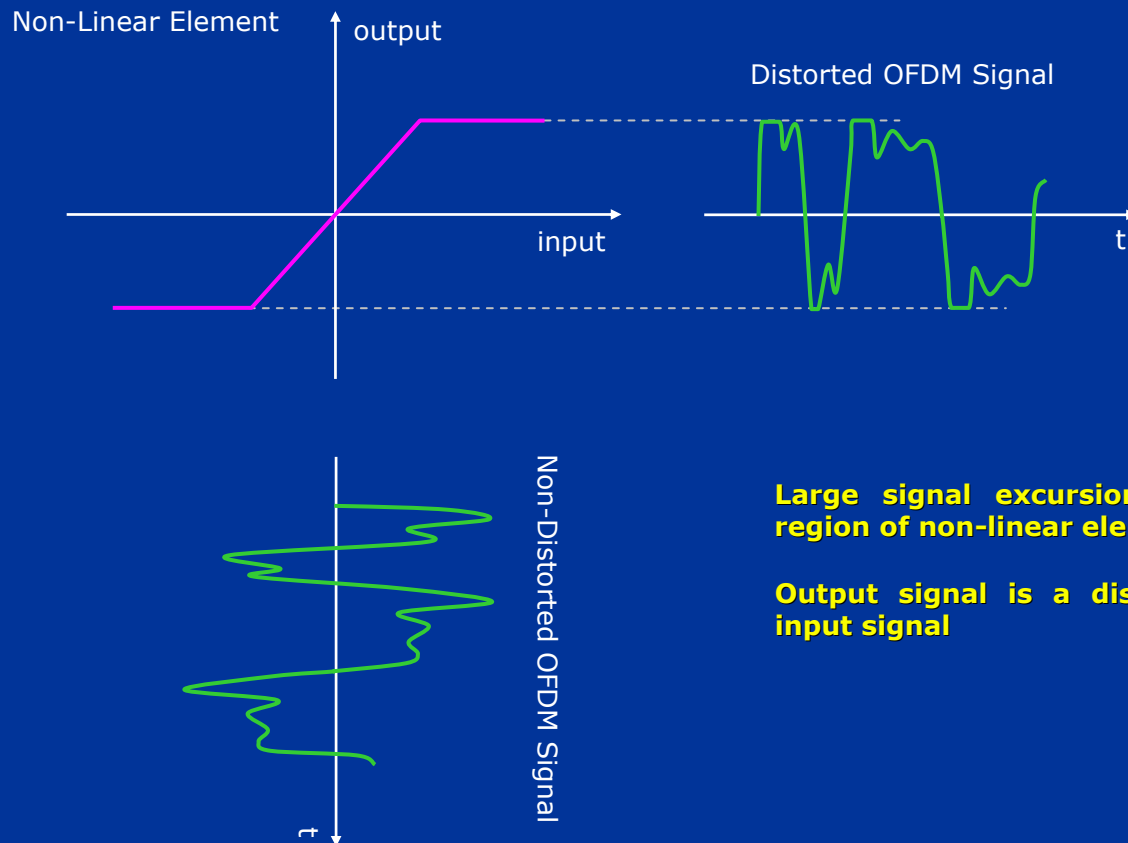 Non-Linear Element
output
Distorted OFDM Signal
input
t
Non-Distorted OFDM Signal
t
Large signal excursion
region of non-linear ele
Output signal is a dis
input signal